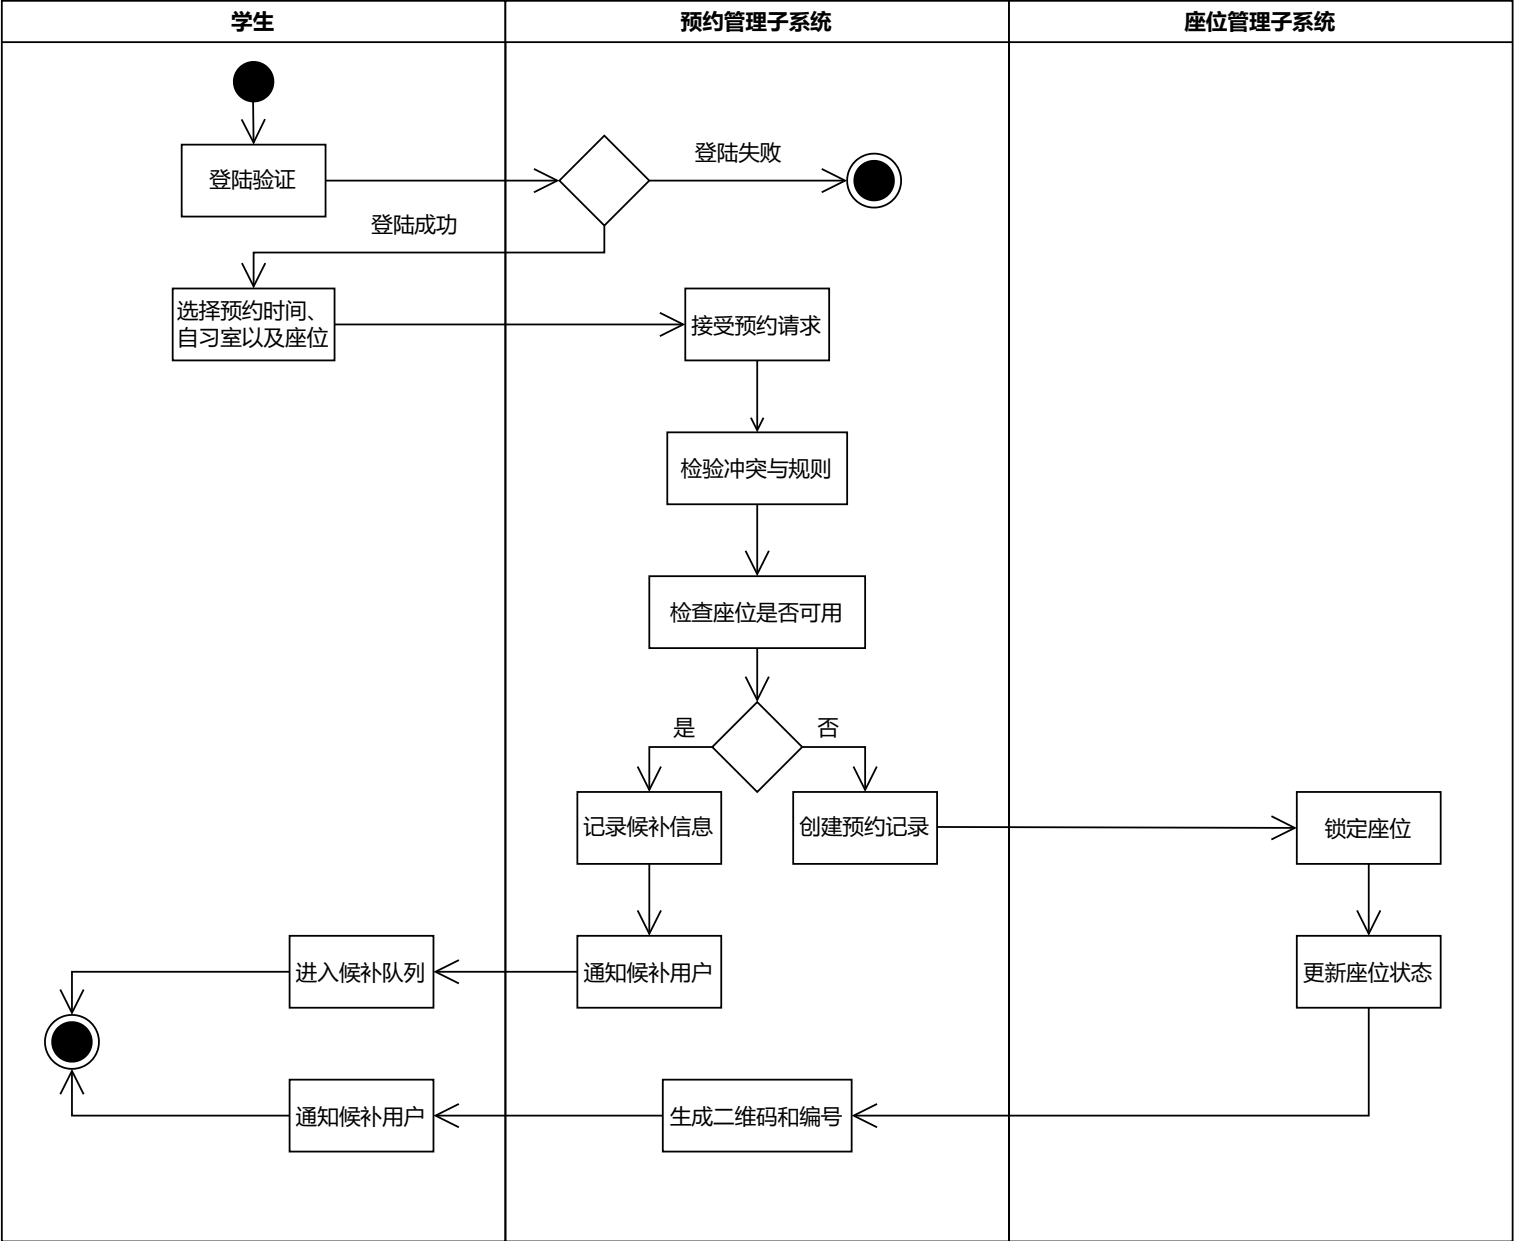 学生
预约管理子系统
座位管理子系统
登陆验证
登陆失败
登陆成功
选择预约时间、
自习室以及座位
接受预约请求
检验冲突与规则
检查座位是否可用
是
否
记录候补信息
创建预约记录
锁定座位
进入候补队列
通知候补用户
更新座位状态
通知候补用户
生成二维码和编号